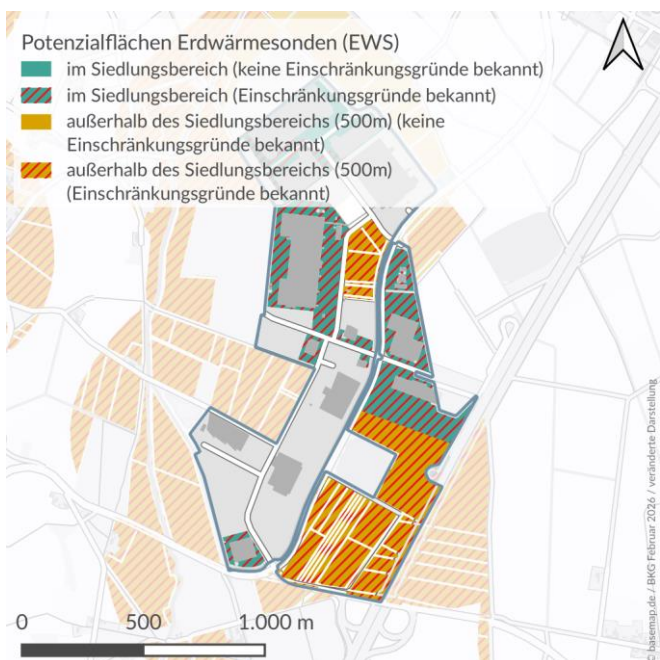 Potenzialflächen Erdwärmesonden (EWS)
im Siedlungsbereich (keine Einschränkungsgründe bekannt)
im Siedlungsbereich (Einschränkungsgründe bekannt)
außerhalb des Siedlungsbereichs (500m) (keine
Einschränkungsgründe bekannt)
außerhalb des Siedlungsbereichs (500m)
(Einschränkungsgründe bekannt)
0 500 1.000 m
© basemap.de / BKG Februar 2026 / veränderte Darstellung